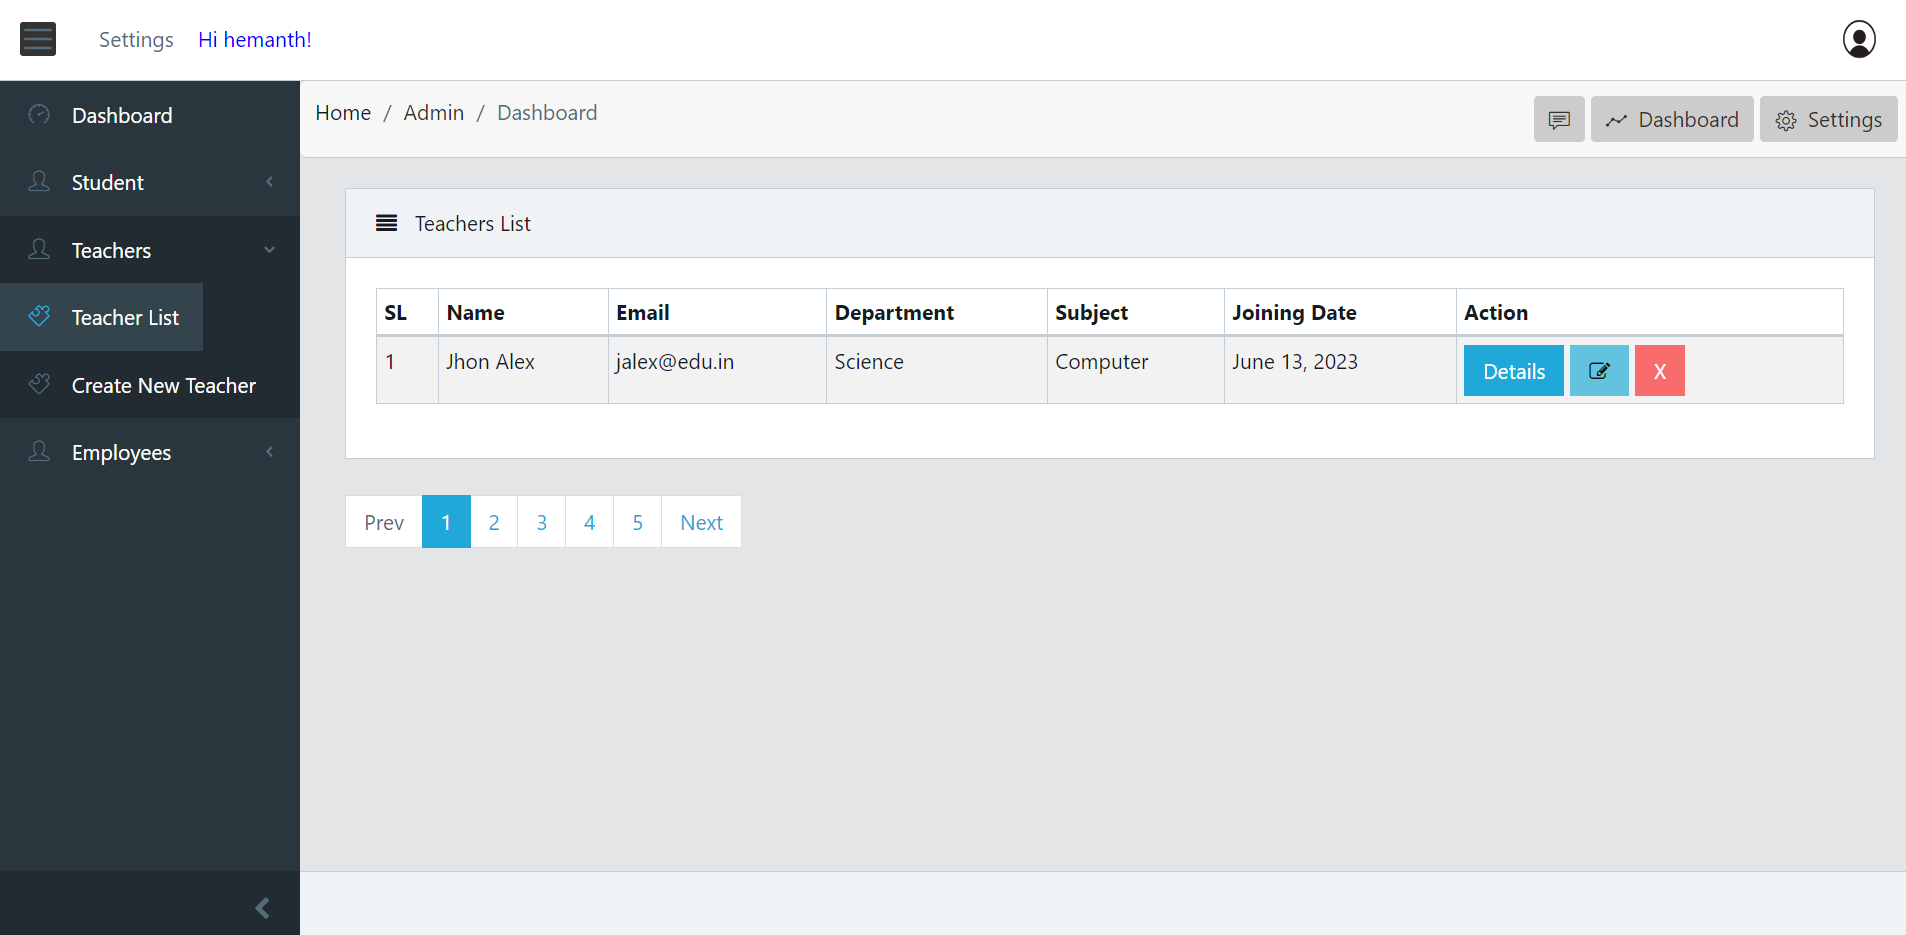 Settings Hi hemanth!
Home / Admin / Dashboard
Dashboard Settings
Dashboard
Student
Teachers
Teacher List
Create New Teacher
Employees
Teachers List
SL Name Email Department Subject Joining Date Action
1 Jhon Alex jalex@edu.in Science Computer June 13, 2023 Details X
Prev 1 2 3 4 5 Next